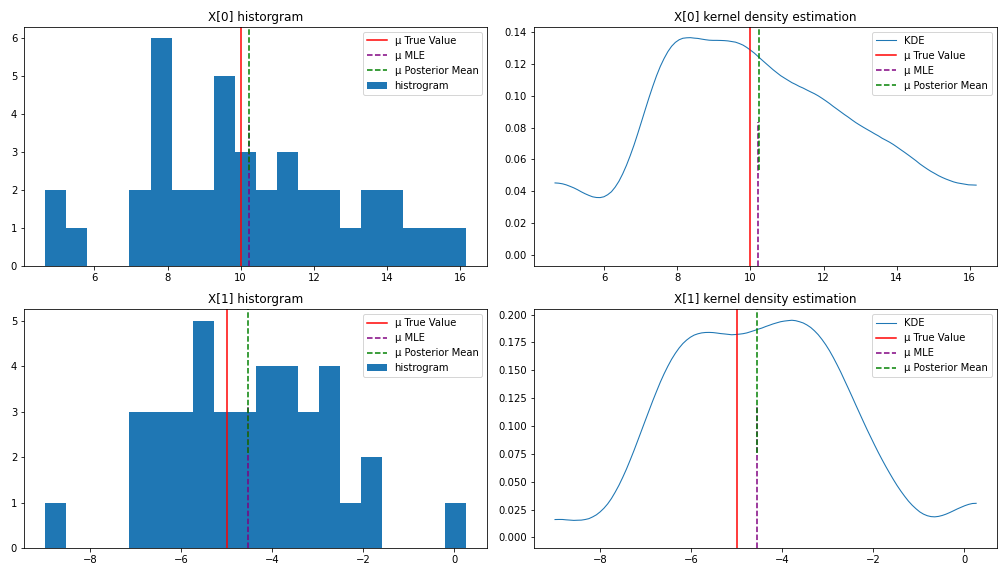 X[0] historgram
6
5
4
3
2
1
0
6
8
10
12
14
16
μ True Value
μ MLE
μ Posterior Mean
histrogram
X[0] kernel density estimation
0.14
0.12
0.10
0.08
0.06
0.04
0.02
0.00
6
8
10
12
14
16
KDE
μ True Value
μ MLE
μ Posterior Mean
X[1] historgram
5
4
3
2
1
0
−8
−6
−4
−2
0
μ True Value
μ MLE
μ Posterior Mean
histrogram
X[1] kernel density estimation
0.200
0.175
0.150
0.125
0.100
0.075
0.050
0.025
0.000
−8
−6
−4
−2
0
KDE
μ True Value
μ MLE
μ Posterior Mean